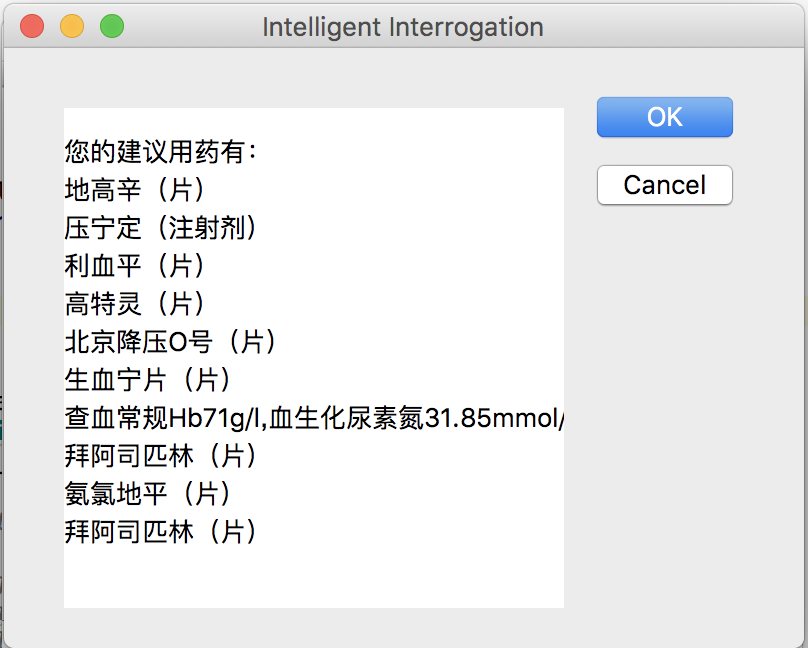 Intelligent Interrogation
OK
Cancel
您的建议用药有：
地高辛（片）
压宁定（注射剂）
利血平（片）
高特灵（片）
北京降压O号（片）
生血宁片（片）
查血常规Hb71g/l,血生化尿素氮31.85mmol/
拜阿司匹林（片）
氨氯地平（片）
拜阿司匹林（片）